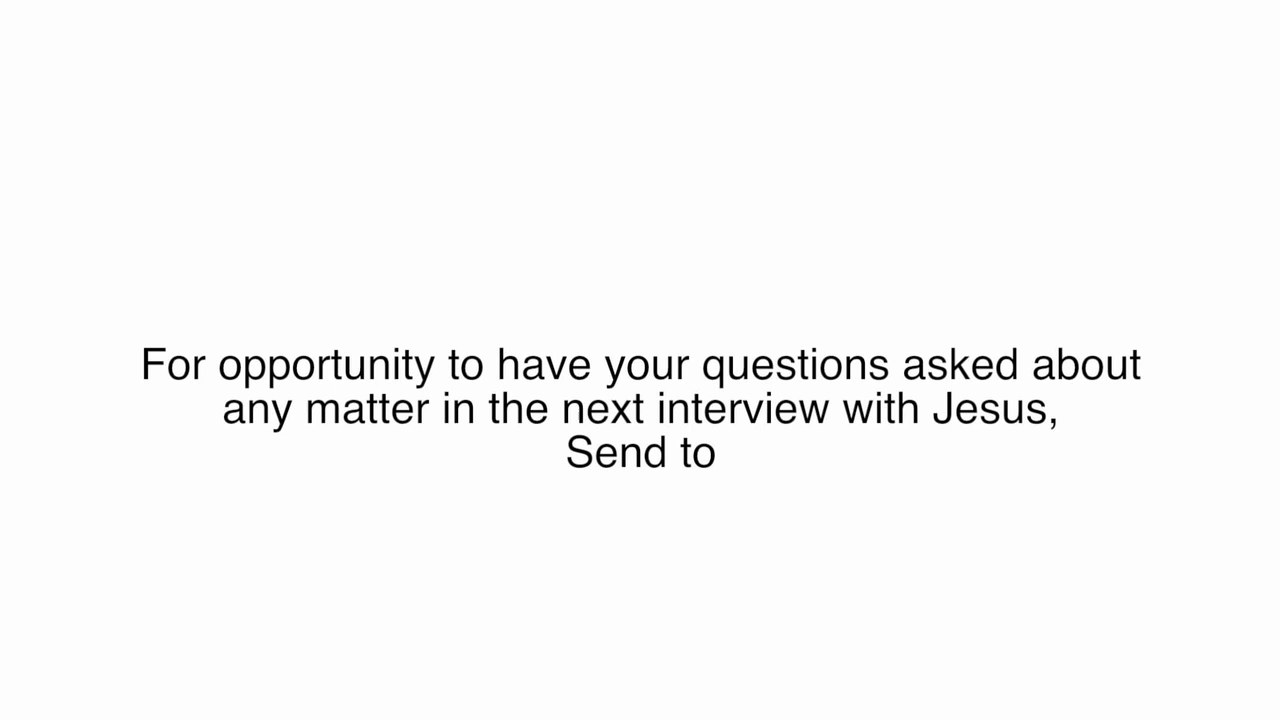 For opportunity to have your questions asked about
any matter in the next interview with Jesus,
Send to